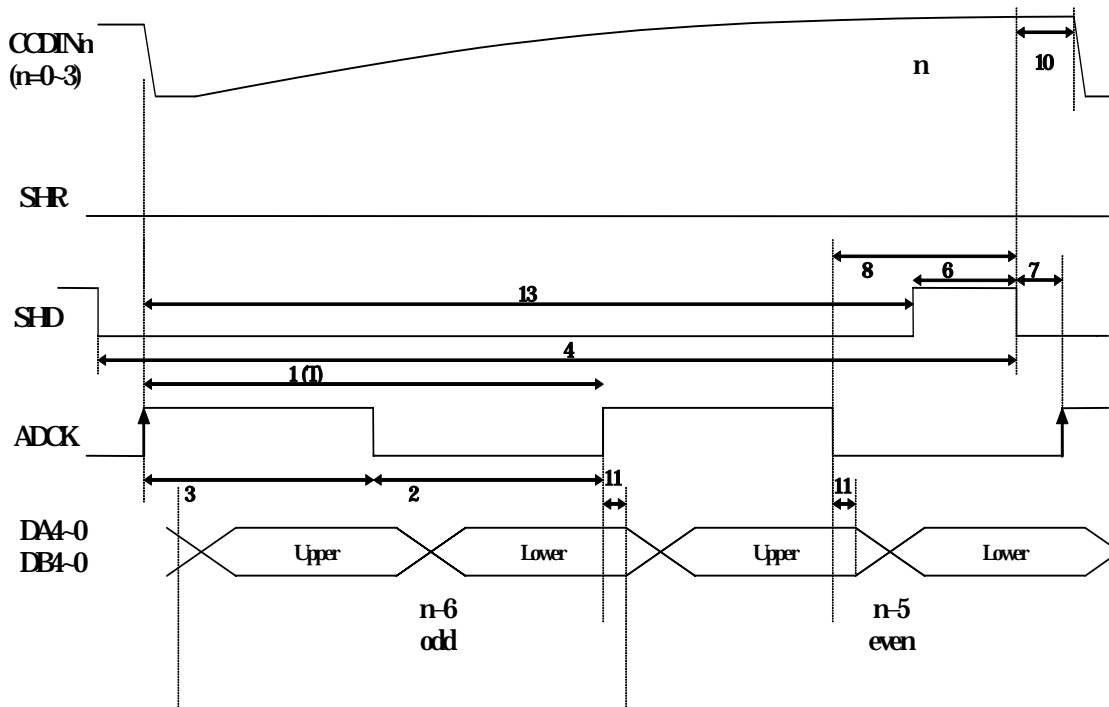 CCDINn
(n=0~3)
n
10
SHR
8
6
7
13
SHD
4
1 (T)
ADCK
3
2
11
11
DA4~0
DB4~0
Upper
Lower
Upper
Lower
n-6
odd
n-5
even